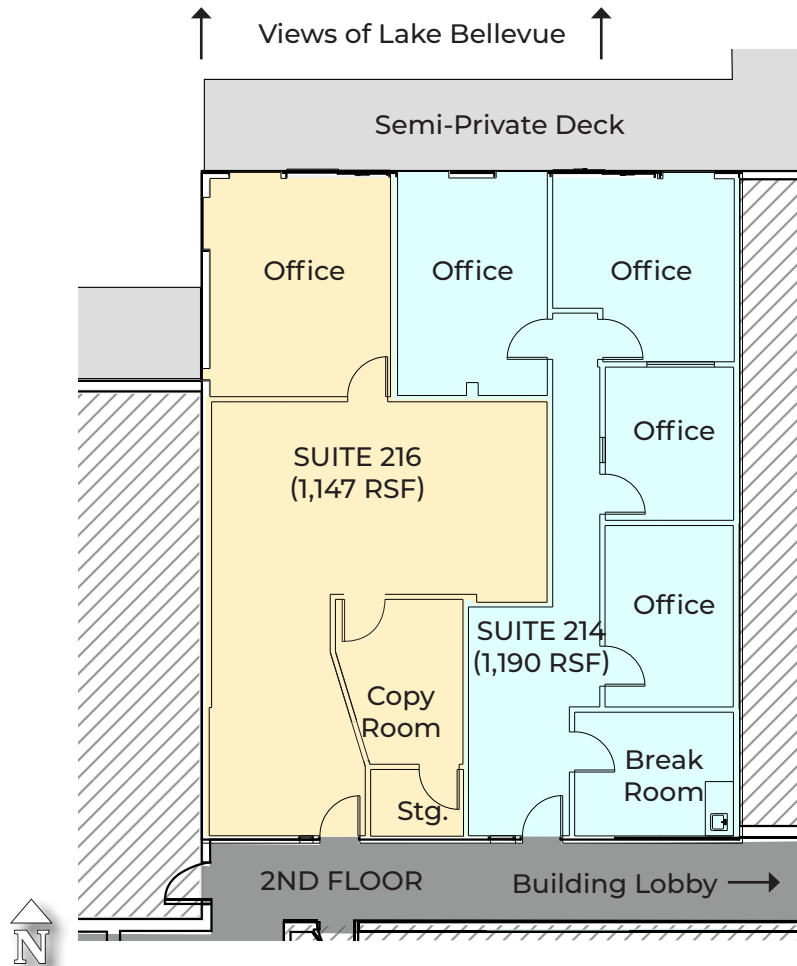 Views of Lake Bellevue
Semi-Private Deck
Office
Office
Office
Office
SUITE 216
(1,147 RSF)
Office
SUITE 214
(1,190 RSF)
Copy
Room
Break
Room
Stg.
2ND FLOOR
Building Lobby
N